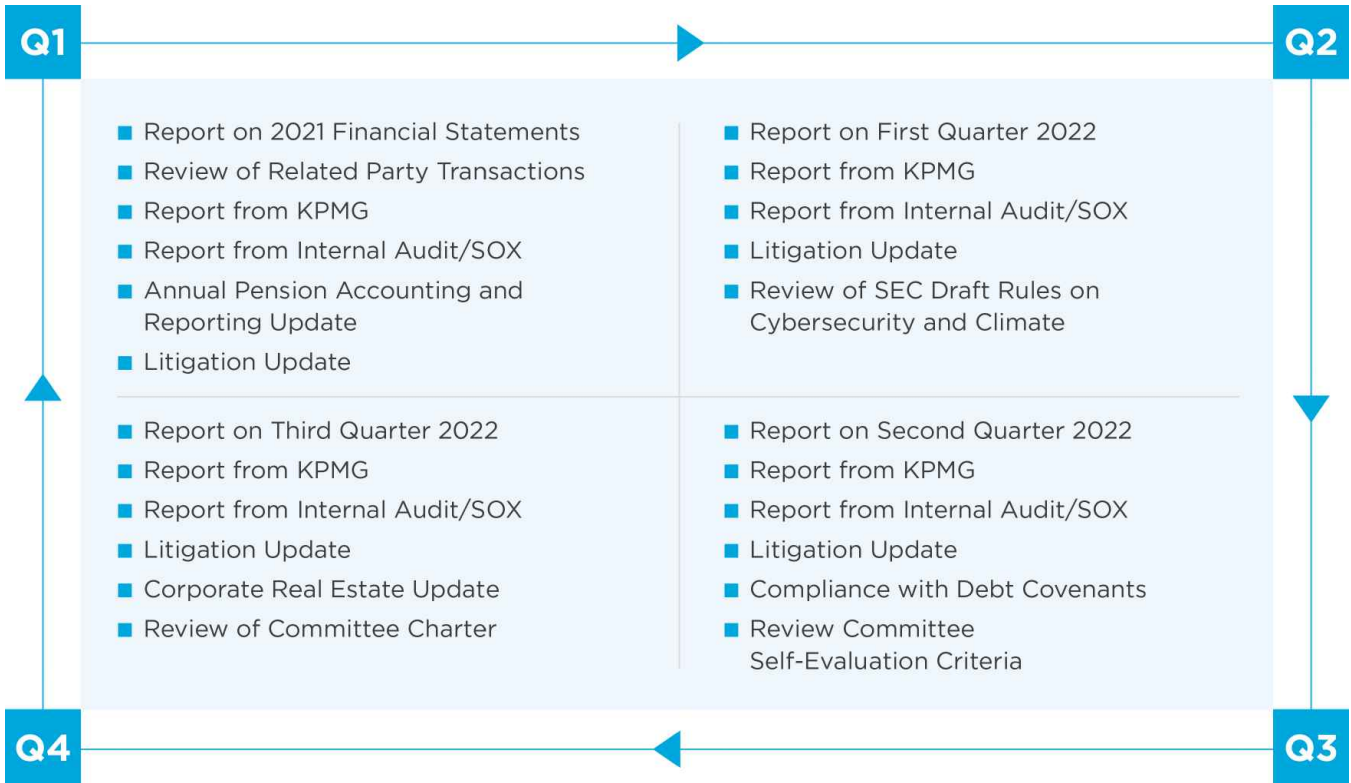 Q1
Report on 2021 Financial Statements
Review of Related Party Transactions
Report from KPMG
Report from Internal Audit/SOX
Annual Pension Accounting and
Reporting Update
Litigation Update
Q2
Report on First Quarter 2022
Report from KPMG
Report from Internal Audit/SOX
Litigation Update
Review of SEC Draft Rules on
Cybersecurity and Climate
Report on Third Quarter 2022
Report from KPMG
Report from Internal Audit/SOX
Litigation Update
Corporate Real Estate Update
Review of Committee Charter
Q4
Report on Second Quarter 2022
Report from KPMG
Report from Internal Audit/SOX
Litigation Update
Compliance with Debt Covenants
Review Committee
Self-Evaluation Criteria
Q3